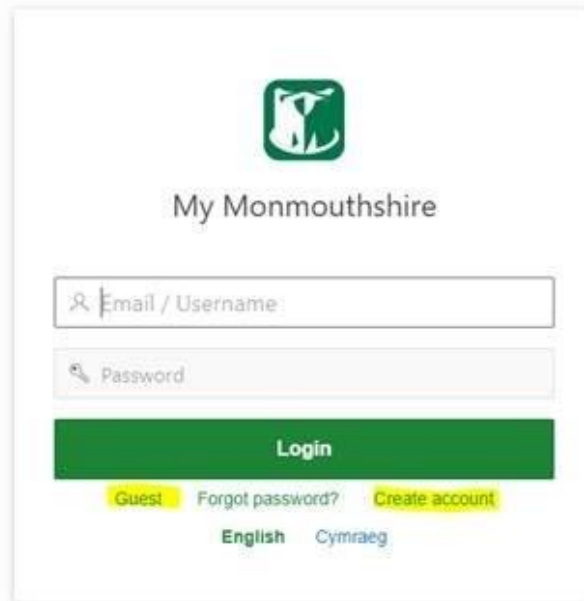 My Monmouthshire
Email / Username
Password
Login
Guest Forgot password? Create account
English Cymraeg